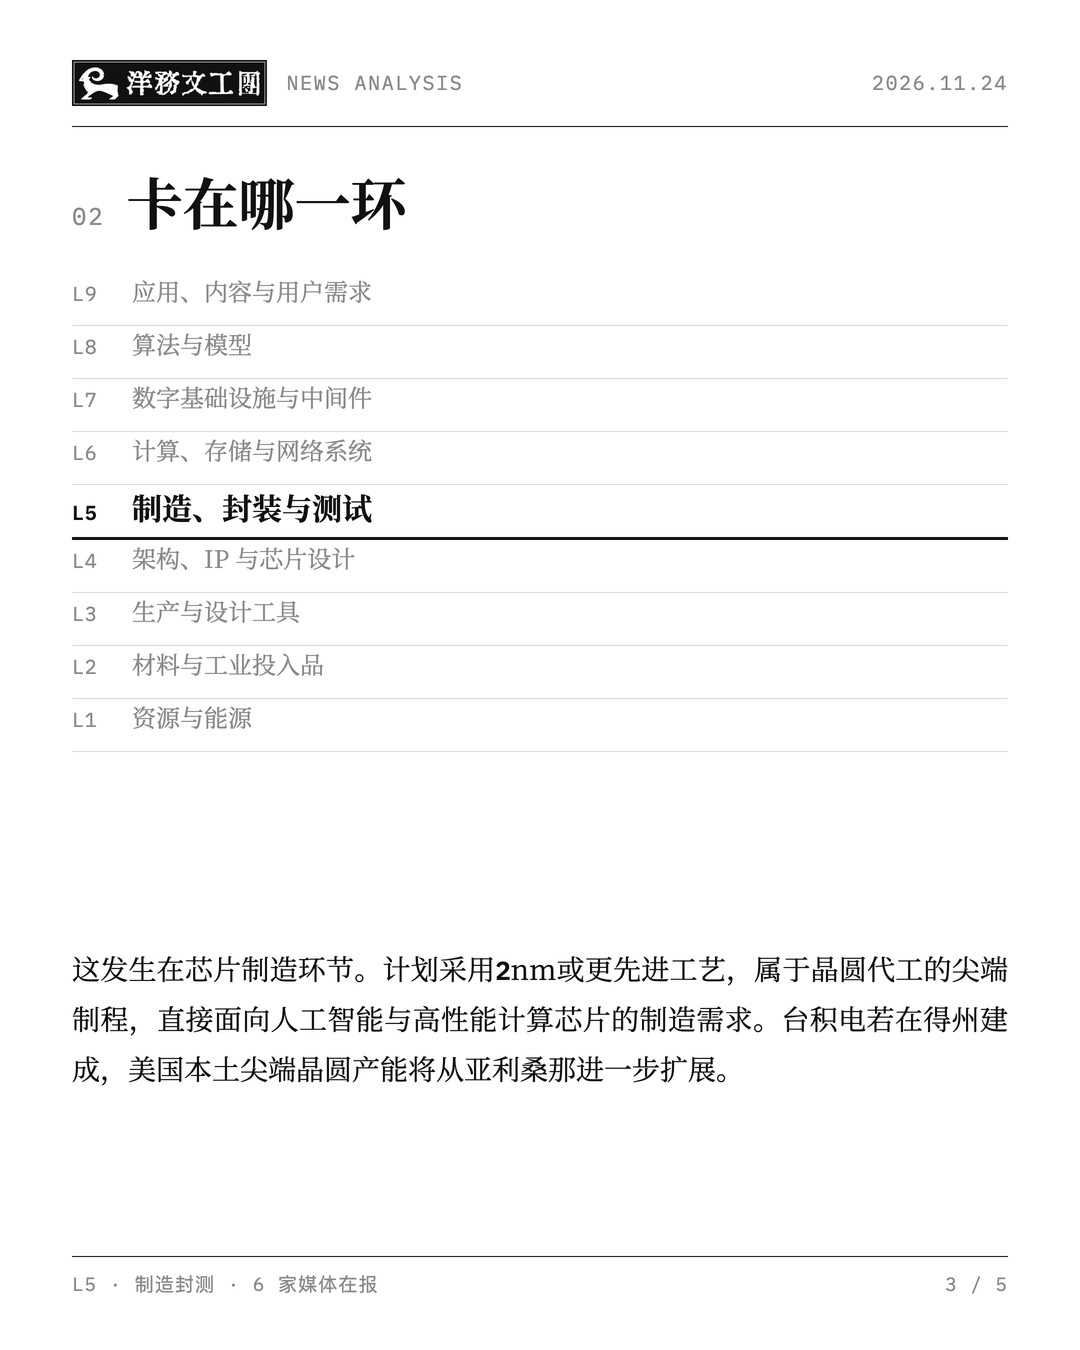 洋務文工團 NEWS ANALYSIS 2026.11.24
02 卡在哪一环
L9 应用、内容与用户需求
L8 算法与模型
L7 数字基础设施与中间件
L6 计算、存储与网络系统
L5 制造、封装与测试
L4 架构、IP 与芯片设计
L3 生产与设计工具
L2 材料与工业投入品
L1 资源与能源
这发生在芯片制造环节。计划采用2nm或更先进工艺，属于晶圆代工的尖端
制程，直接面向人工智能与高性能计算芯片的制造需求。台积电若在得州建
成，美国本土尖端晶圆产能将从亚利桑那进一步扩展。
L5 · 制造封测 · 6 家媒体在报 3 / 5